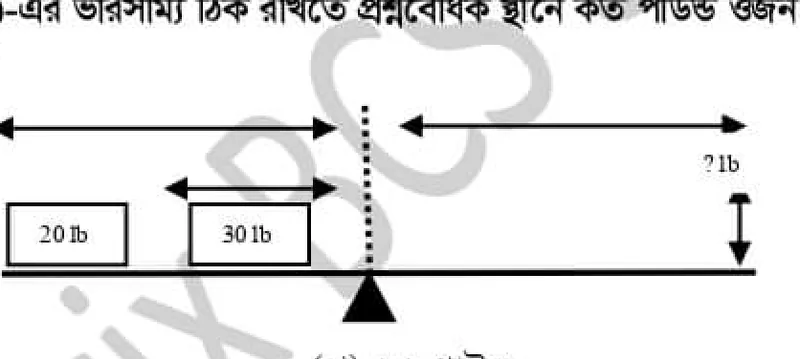 -এর ভারসাম্য ঠিক রাখতে প্রশ্নবোধক স্থানে কত পাউন্ড ওজন
? lb
20 lb
30 lb